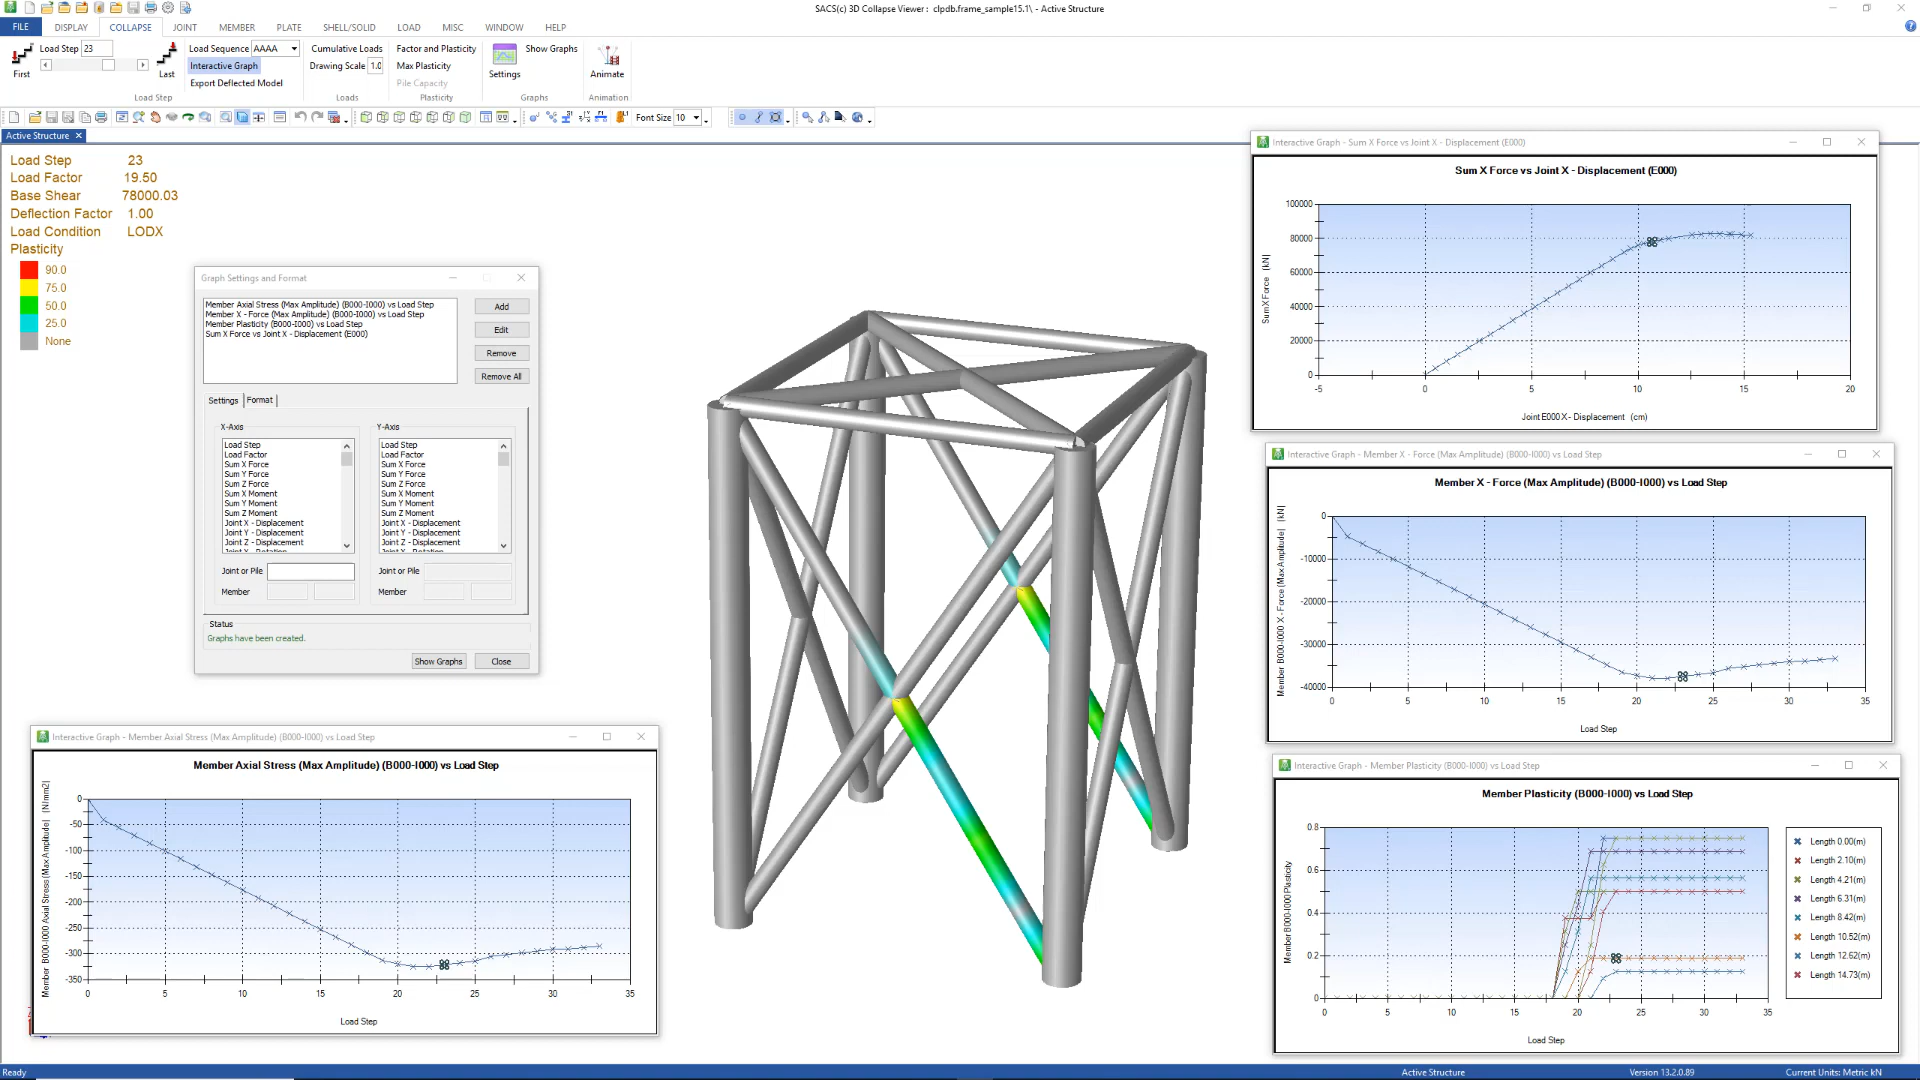 SACS(c) 3D Collapse Viewer : clpdb.frame_sample15.1\ - Active Structure
FILE DISPLAY COLLAPSE JOINT MEMBER PLATE SHELL/SOLID LOAD MISC WINDOW HELP
Load Step 23
First
Last
Load Sequence AAAA
Interactive Graph
Export Deflected Model
Load Step
Cumulative Loads
Drawing Scale 1.0
Loads
Factor and Plasticity
Max Plasticity
Pile Capacity
Plasticity
Settings
Show Graphs
Graphs
Animate
Animation
Font Size 10
Active Structure
Load Step 23
Load Factor 19.50
Base Shear 78000.03
Deflection Factor 1.00
Load Condition LODX
Plasticity
90.0
75.0
50.0
25.0
None
Graph Settings and Format
Member Axial Stress (Max Amplitude) (B000-I000) vs Load Step
Member X - Force (Max Amplitude) (B000-I000) vs Load Step
Member Plasticity (B000-I000) vs Load Step
Sum X Force vs Joint X - Displacement (E000)
Add
Edit
Remove
Remove All
Settings Format
X-Axis
Load Step
Load Factor
Sum X Force
Sum Y Force
Sum Z Force
Sum X Moment
Sum Y Moment
Sum Z Moment
Joint X - Displacement
Joint Y - Displacement
Joint Z - Displacement
Joint X - Rotation
Joint or Pile
Member
Y-Axis
Load Step
Load Factor
Sum X Force
Sum Y Force
Sum Z Force
Sum X Moment
Sum Y Moment
Sum Z Moment
Joint X - Displacement
Joint Y - Displacement
Joint Z - Displacement
Joint X - Rotation
Joint or Pile
Member
Status
Graphs have been created.
Show Graphs Close
Interactive Graph - Member Axial Stress (Max Amplitude) (B000-I000) vs Load Step
Member Axial Stress (Max Amplitude) (B000-I000) vs Load Step
Member B000-I000 Axial Stress (Max Amplitude) [N/mm2]
0
-50
-100
-150
-200
-250
-300
-350
0 5 10 15 20 25 30 35
Load Step
Interactive Graph - Sum X Force vs Joint X - Displacement (E000)
Sum X Force vs Joint X - Displacement (E000)
Sum X Force [kN]
100000
80000
60000
40000
20000
0
-5 0 5 10 15 20
Joint E000 X - Displacement (cm)
Interactive Graph - Member X - Force (Max Amplitude) (B000-I000) vs Load Step
Member X - Force (Max Amplitude) (B000-I000) vs Load Step
Member B000-I000 X - Force (Max Amplitude) [kN]
0
-10000
-20000
-30000
-40000
0 5 10 15 20 25 30 35
Load Step
Interactive Graph - Member Plasticity (B000-I000) vs Load Step
Member Plasticity (B000-I000) vs Load Step
Member B000-I000 Plasticity
0.8
0.6
0.4
0.2
0
0 5 10 15 20 25 30 35
Load Step
Length 0.00(m)
Length 2.10(m)
Length 4.21(m)
Length 6.31(m)
Length 8.42(m)
Length 10.52(m)
Length 12.62(m)
Length 14.73(m)
Ready Active Structure Version 13.2.0.89 Current Units: Metric kN